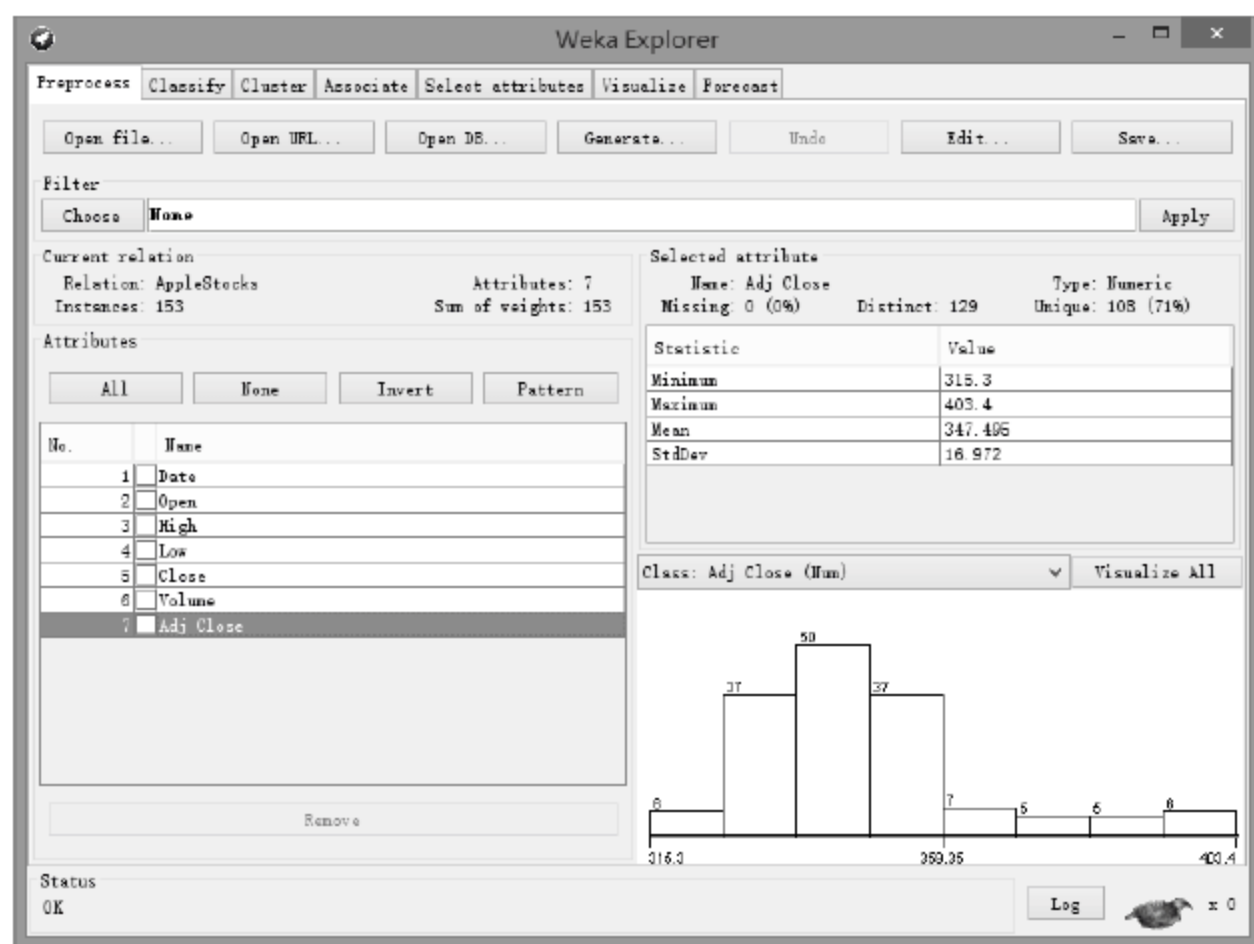 Weka Explorer
Preprocess Classify Cluster Associate Select attributes Visualize Forecast
Open file... Open URL... Open DB... Generate... Undo Edit... Save...
Filter
Choose None Apply
Current relation
Relation: AppleStocks Attributes: 7
Instances: 153 Sum of weights: 153
Selected attribute
Name: Adj Close Type: Numeric
Missing: 0 (0%) Distinct: 129 Unique: 108 (71%)
Attributes
All None Invert Pattern
No. Name
1 Date
2 Open
3 High
4 Low
5 Close
6 Volume
7 Adj Close
Remove
Statistic Value
Minimum 315.3
Maximum 403.4
Mean 347.495
StdDev 16.972
Class: Adj Close (Num) Visualize All
6 37 50 37 7 5 5 6
315.3 359.35 403.4
Status
OK
Log x 0